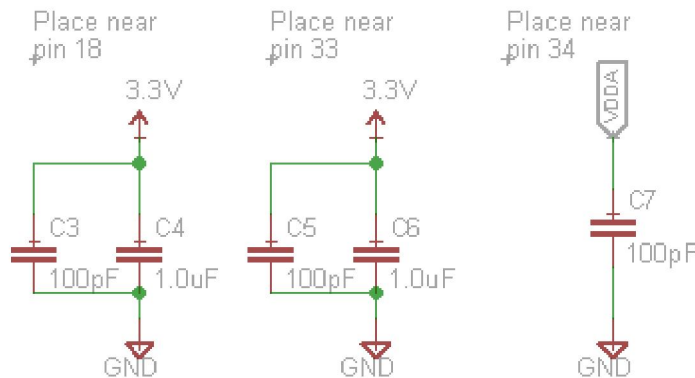 Place near
pin 18
Place near
pin 33
Place near
pin 34
3.3V
3.3V
VDDA
C3
C4
C5
C6
C7
100pF
1.0uF
100pF
1.0uF
100pF
GND
GND
GND